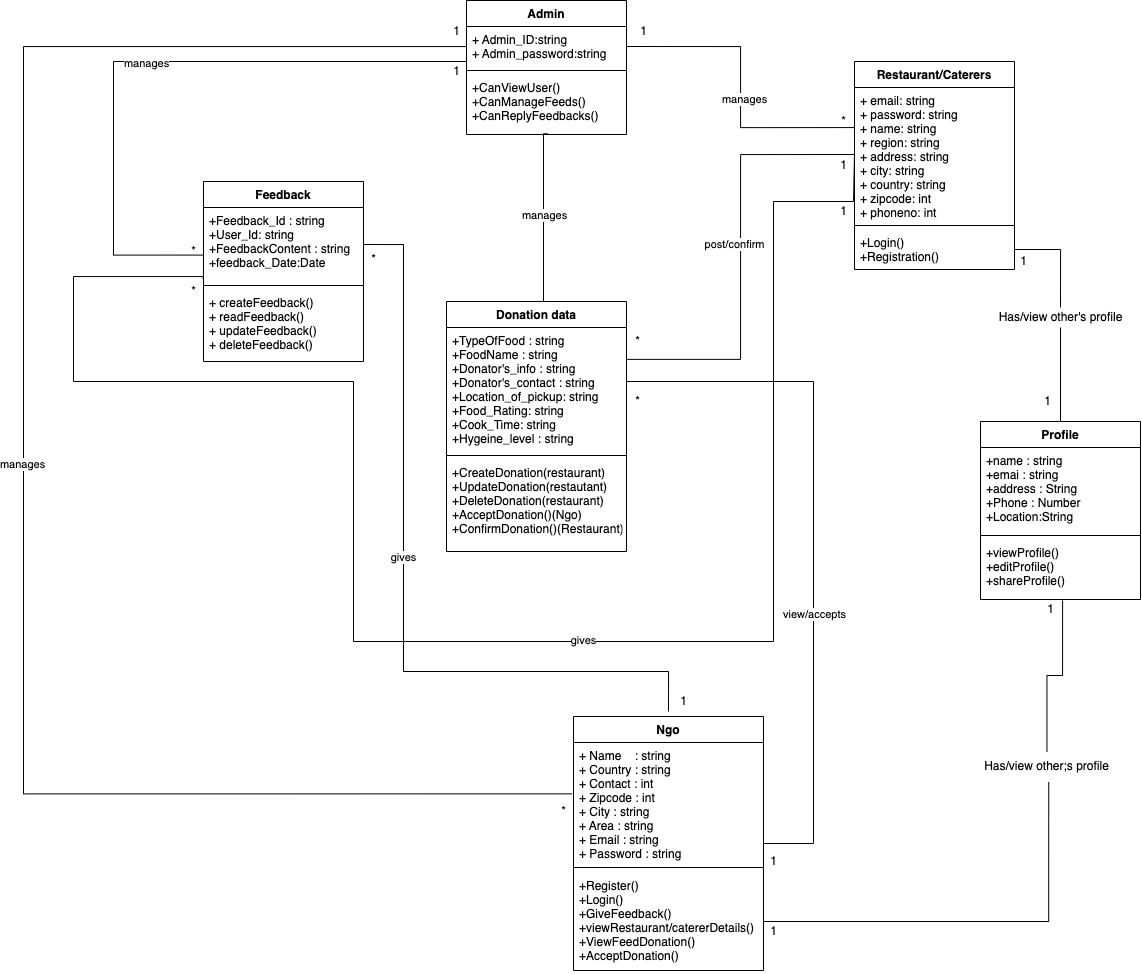 Admin
+ Admin_ID:string
+ Admin_password:string
+CanViewUser()
+CanManageFeeds()
+CanReplyFeedbacks()
1
1
1
manages
manages
*
Restaurant/Caterers
+ email: string
+ password: string
+ name: string
+ region: string
+ address: string
+ city: string
+ country: string
+ zipcode: int
+ phoneno: int
+Login()
+Registration()
1
1
1
Feedback
+Feedback_Id : string
+User_Id: string
+FeedbackContent : string
+feedback_Date:Date
+ createFeedback()
+ readFeedback()
+ updateFeedback()
+ deleteFeedback()
*
*
*
manages
post/confirm
Has/view other's profile
1
Donation data
+TypeOfFood : string
+FoodName : string
+Donator's_info : string
+Donator's_contact : string
+Location_of_pickup: string
+Food_Rating: string
+Cook_Time: string
+Hygeine_level : string
+CreateDonation(restaurant)
+UpdateDonation(restautant)
+DeleteDonation(restaurant)
+AcceptDonation()(Ngo)
+ConfirmDonation()(Restaurant)
*
*
Profile
+name : string
+emai : string
+address : String
+Phone : Number
+Location:String
+viewProfile()
+editProfile()
+shareProfile()
1
manages
gives
view/accepts
gives
1
Ngo
+ Name : string
+ Country : string
+ Contact : int
+ Zipcode : int
+ City : string
+ Area : string
+ Email : string
+ Password : string
+Register()
+Login()
+GiveFeedback()
+viewRestaurant/catererDetails()
+ViewFeedDonation()
+AcceptDonation()
*
1
1
Has/view other;s profile